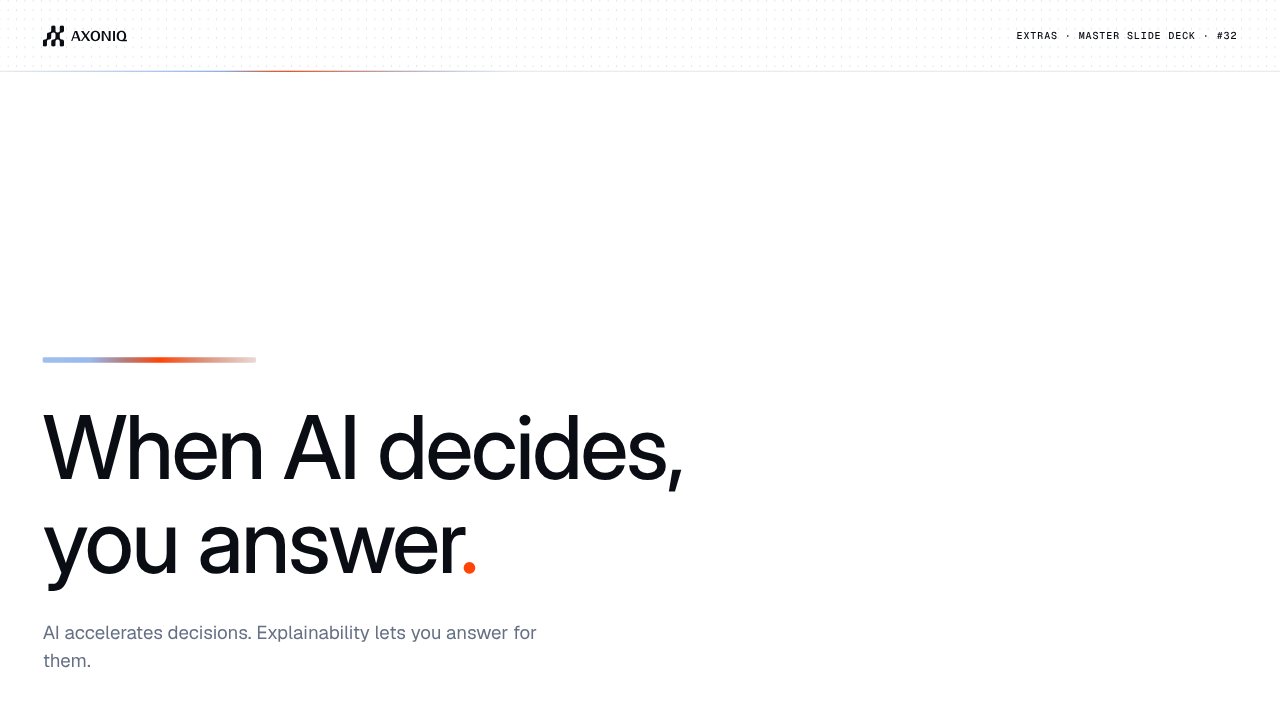 AXONIQ
EXTRAS · MASTER SLIDE DECK · #32
When AI decides,
you answer.
AI accelerates decisions. Explainability lets you answer for
them.